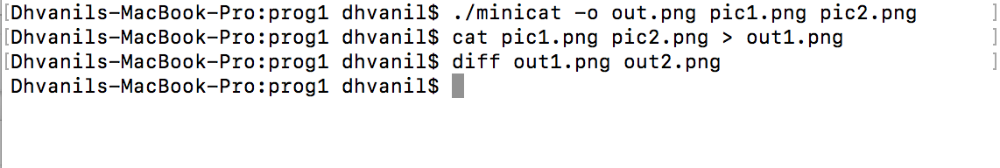 [Dhvanils-MacBook-Pro:prog1 dhvanil$ ./minicat -o out.png pic1.png pic2.png ]
[Dhvanils-MacBook-Pro:prog1 dhvanil$ cat pic1.png pic2.png > out1.png ]
[Dhvanils-MacBook-Pro:prog1 dhvanil$ diff out1.png out2.png ]
Dhvanils-MacBook-Pro:prog1 dhvanil$